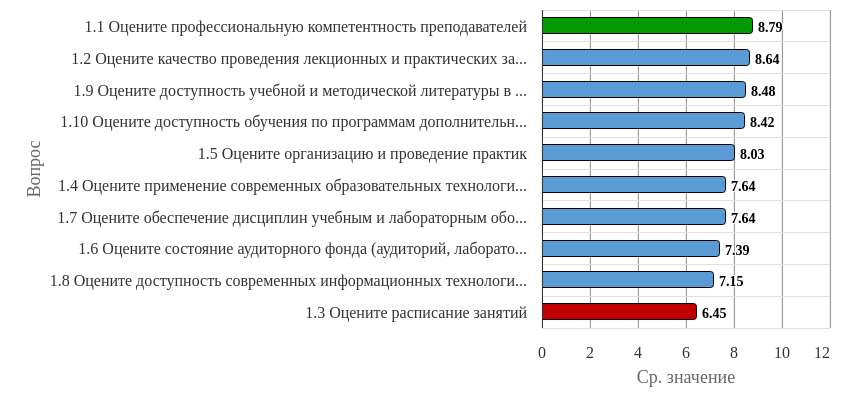 1.1 Оцените профессиональную компетентность преподавателей 8.79
1.2 Оцените качество проведения лекционных и практических за... 8.64
1.9 Оцените доступность учебной и методической литературы в ... 8.48
1.10 Оцените доступность обучения по программам дополнительн... 8.42
1.5 Оцените организацию и проведение практик 8.03
1.4 Оцените применение современных образовательных технологи... 7.64
1.7 Оцените обеспечение дисциплин учебным и лабораторным обо... 7.64
1.6 Оцените состояние аудиторного фонда (аудиторий, лаборато... 7.39
1.8 Оцените доступность современных информационных технологи... 7.15
1.3 Оцените расписание занятий 6.45
Вопрос
0 2 4 6 8 10 12
Ср. значение